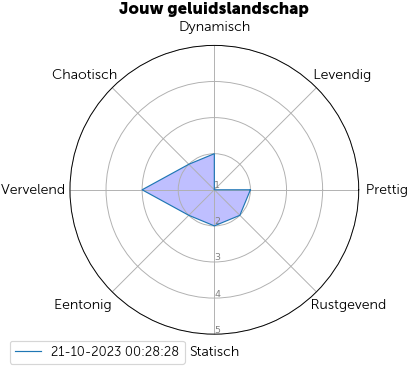 Jouw geluidslandschap
Dynamisch
Chaotisch
Levendig
Vervelend
1
Prettig
2
3
4
Eentonig
Rustgevend
5
21-10-2023 00:28:28
Statisch